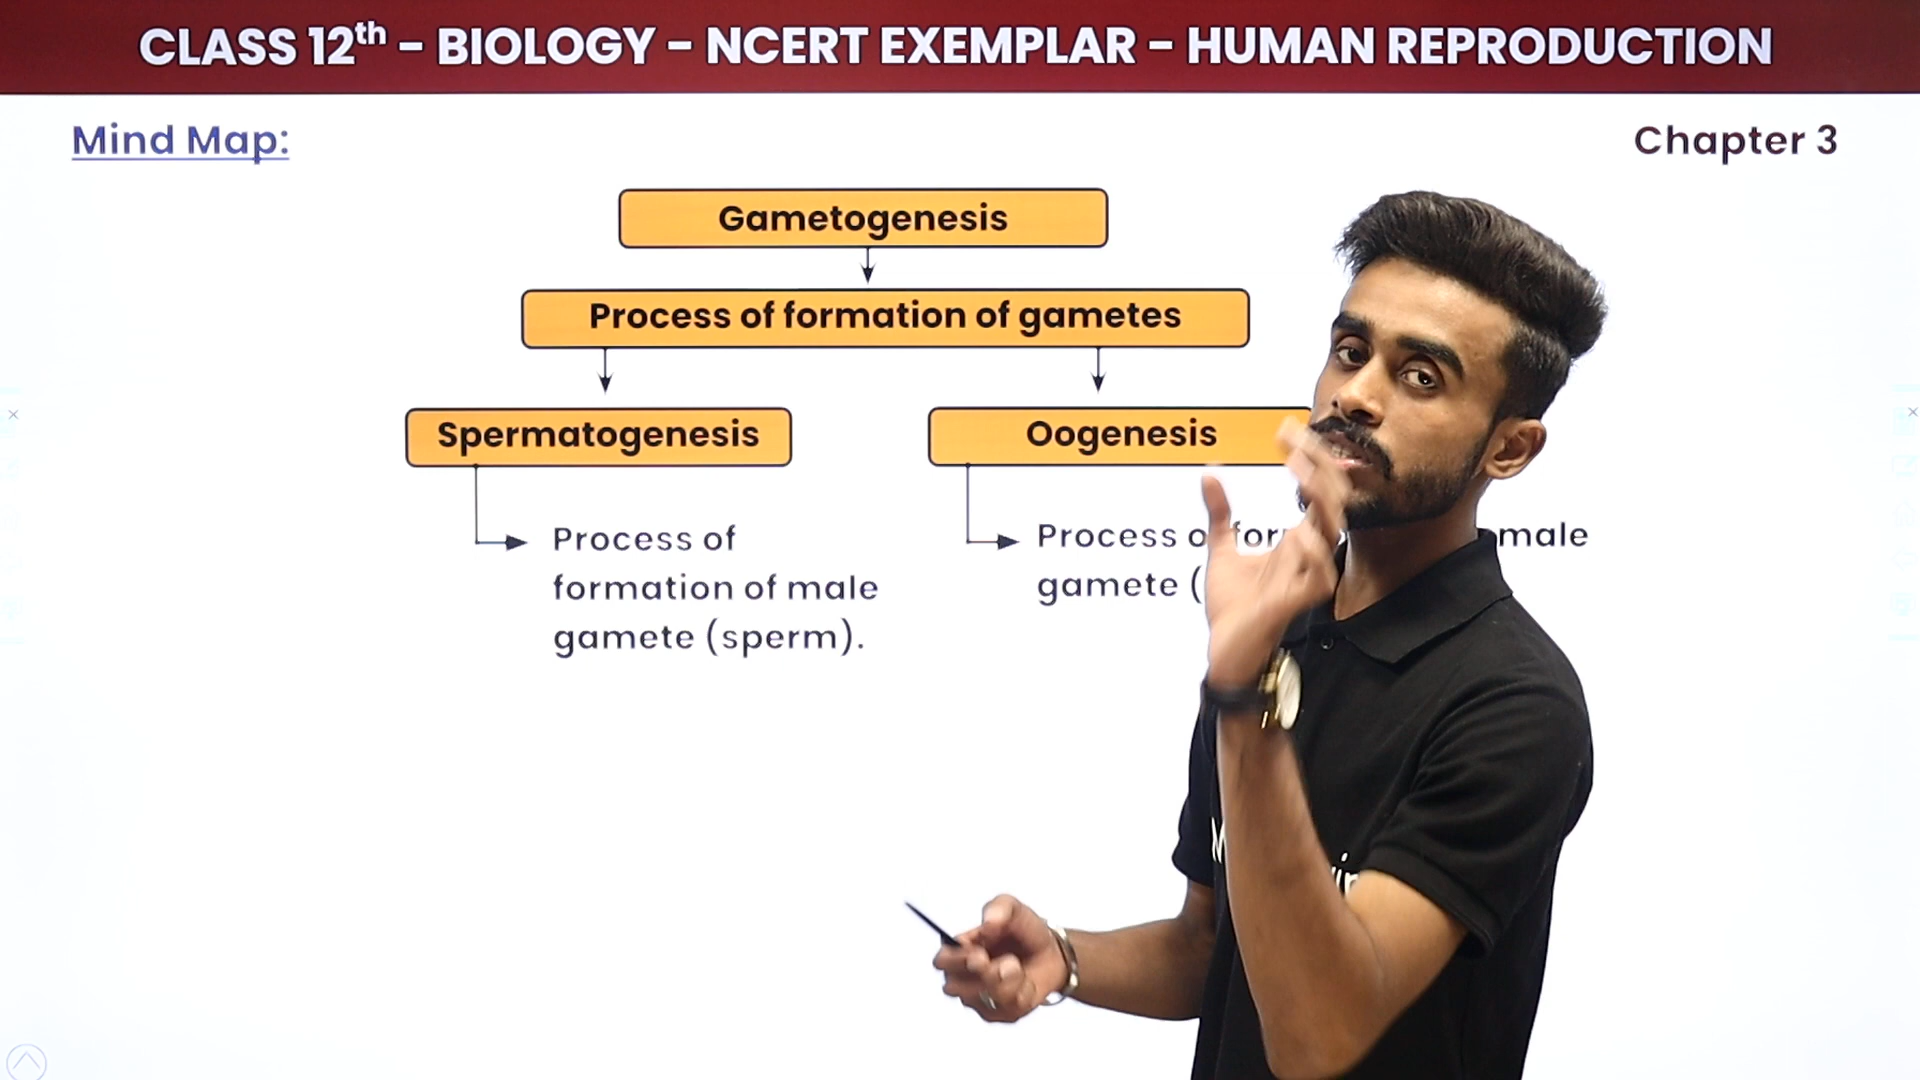 CLASS 12th – BIOLOGY – NCERT EXEMPLAR – HUMAN REPRODUCTION
Mind Map:
Chapter 3
Gametogenesis
Process of formation of gametes
Spermatogenesis
Oogenesis
Process of
formation of male
gamete (sperm).
Process male
gamete (